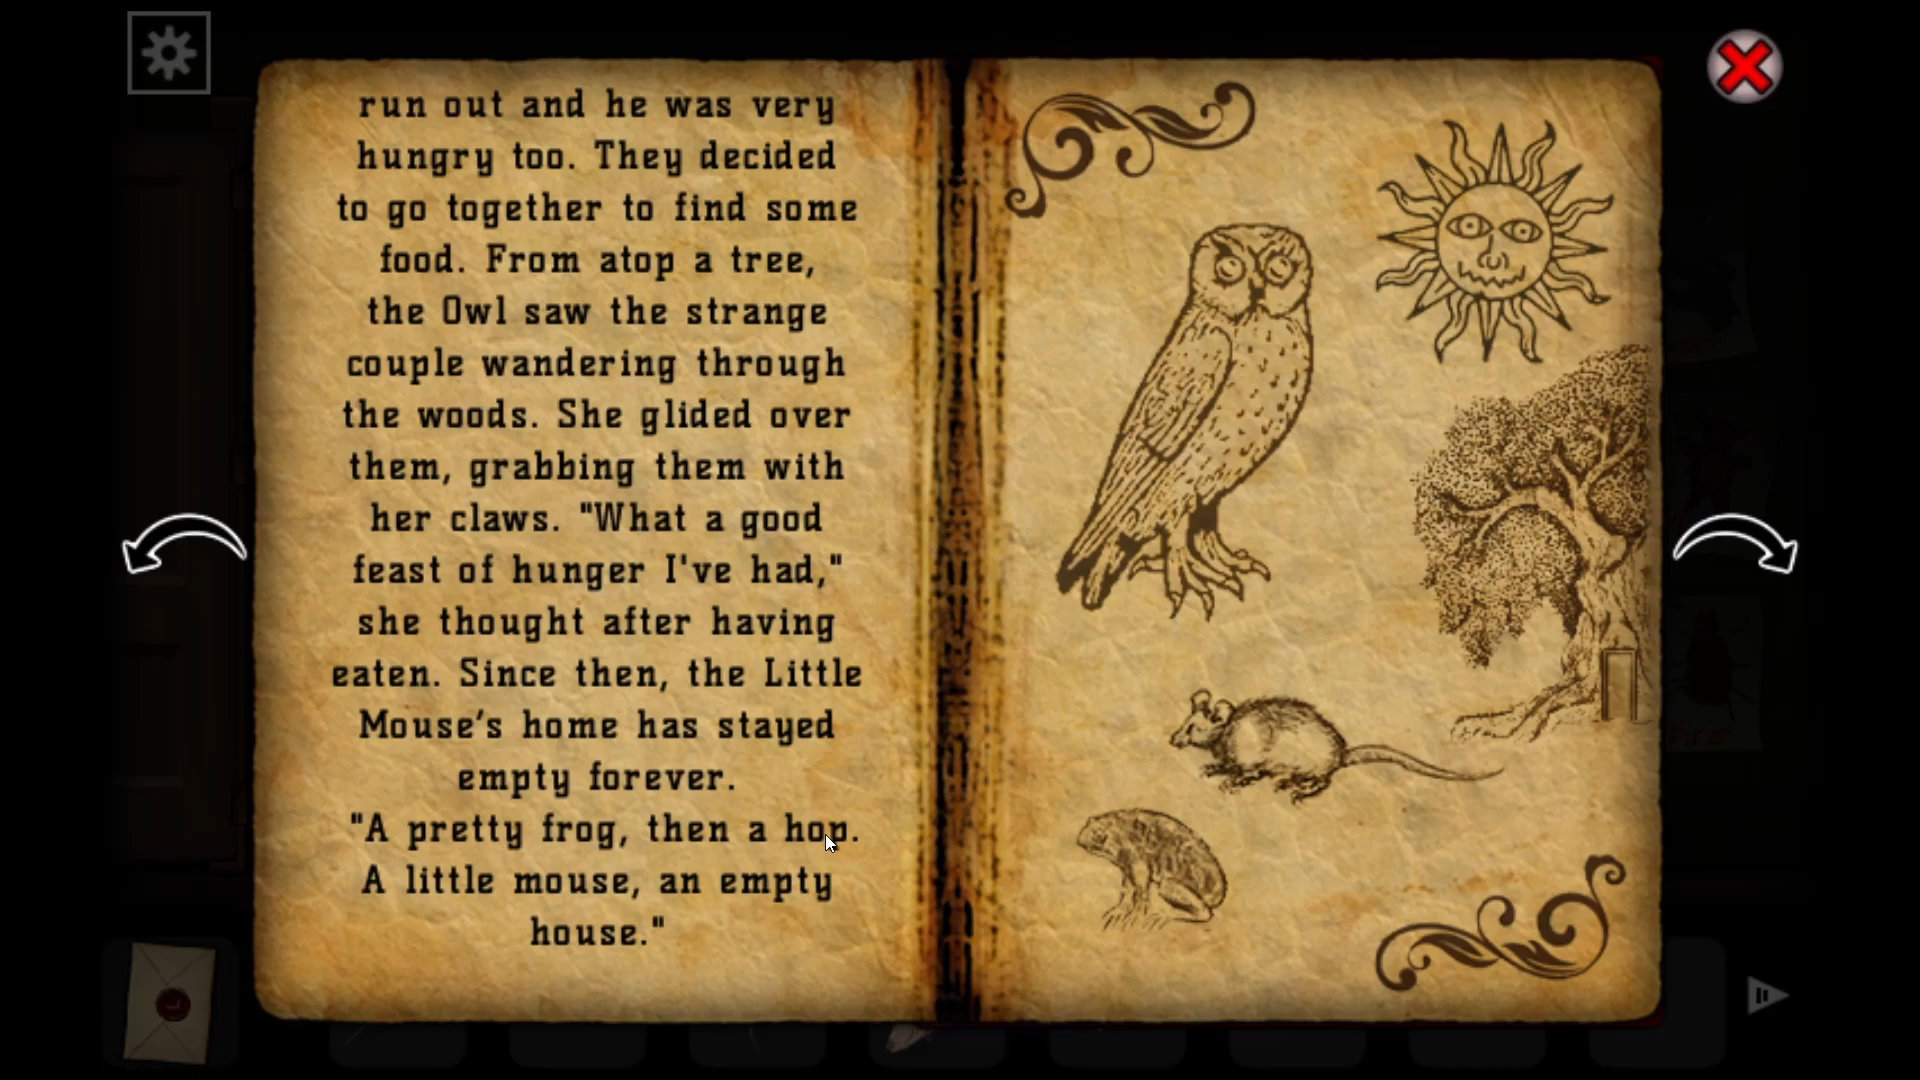 run out and he was very
hungry too. They decided
to go together to find some
food. From atop a tree,
the Owl saw the strange
couple wandering through
the woods. She glided over
them, grabbing them with
her claws. "What a good
feast of hunger I've had,"
she thought after having
eaten. Since then, the Little
Mouse’s home has stayed
empty forever.
"A pretty frog, then a hop.
A little mouse, an empty
house."